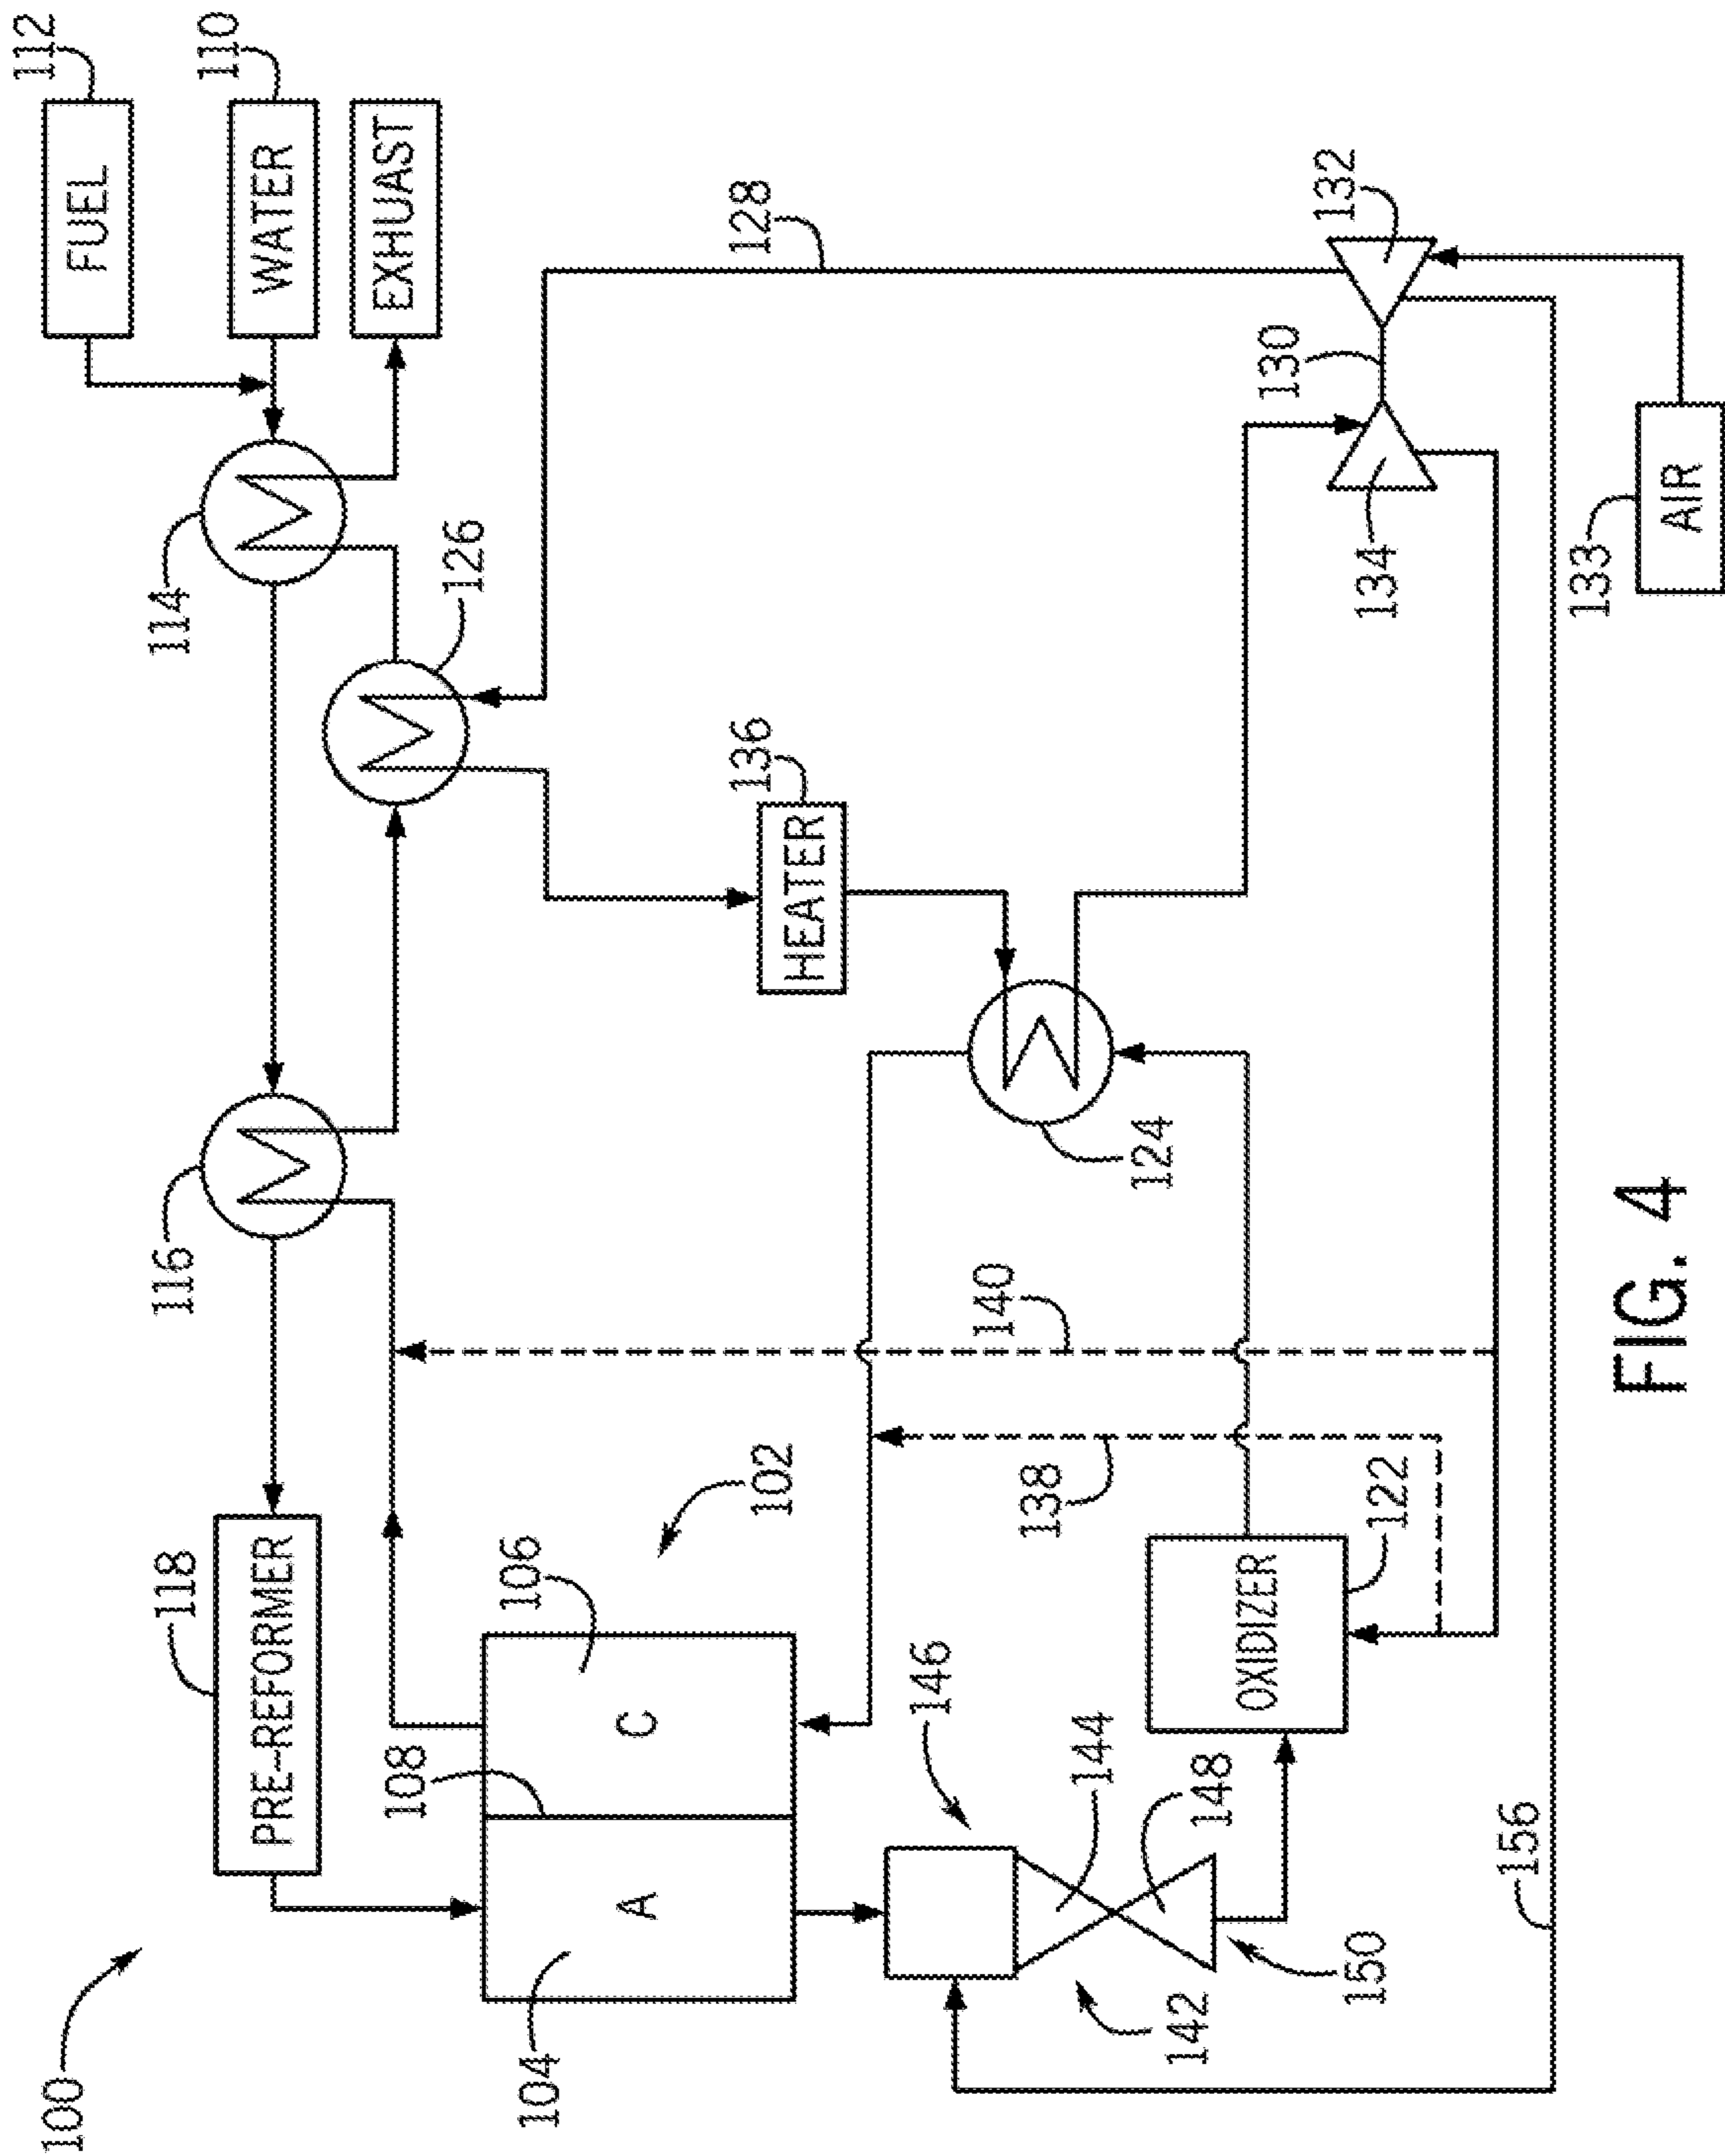 100
118
PRE-REFORMER
116
114
112
FUEL
110
WATER
EXHUAST
126
128
136
HEATER
102
106
C
108
A
104
140
138
124
146
144
148
142
150
OXIDIZER
122
130
132
134
133
AIR
156
FIG. 4